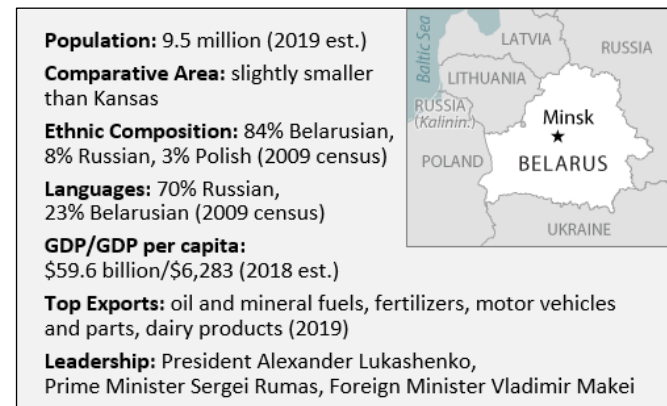 Population: 9.5 million (2019 est.)
Comparative Area: slightly smaller
than Kansas
Ethnic Composition: 84% Belarusian,
8% Russian, 3% Polish (2009 census)
Languages: 70% Russian,
23% Belarusian (2009 census)
GDP/GDP per capita:
$59.6 billion/$6,283 (2018 est.)
Top Exports: oil and mineral fuels, fertilizers, motor vehicles
and parts, dairy products (2019)
Leadership: President Alexander Lukashenko,
Prime Minister Sergei Rumas, Foreign Minister Vladimir Makei
Baltic Sea
LATVIA
RUSSIA
LITHUANIA
RUSSIA
(Kalinin.)
Minsk
POLAND
BELARUS
UKRAINE